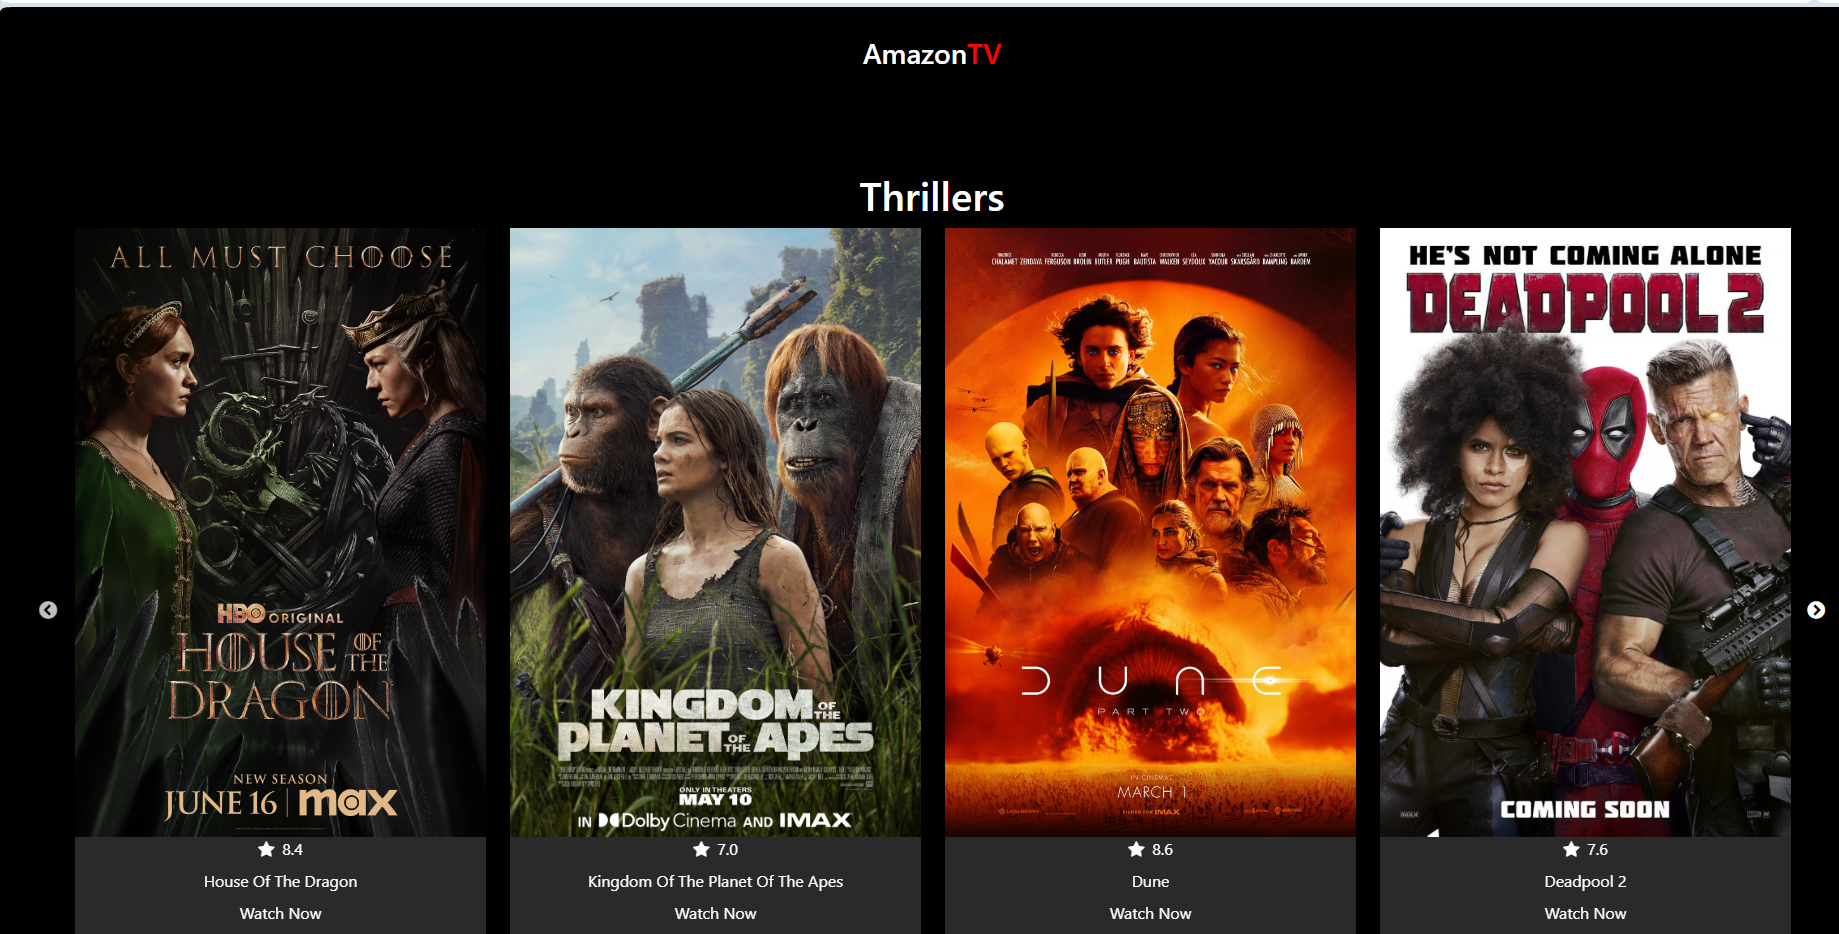 AmazonTV
Thrillers
ALL MUST CHOOSE
HBO ORIGINAL
HOUSE OF THE
DRAGON
NEW SEASON
JUNE 16 | max
8.4
House Of The Dragon
Watch Now
KINGDOM OF THE
PLANET OF THE APES
ONLY IN THEATERS
MAY 10
IN Dolby Cinema AND IMAX
7.0
Kingdom Of The Planet Of The Apes
Watch Now
CHALAMET ZENDAYA FERGUSON BROLIN BUTLER PUGH BAUTISTA WALKEN SEYDOUX YACOUB SKARSGÅRD RAMPLING BARDEM
DUNE
PART TWO
IN CINEMAS
MARCH 1
LEGENDARY
FILMED FOR IMAX
8.6
Dune
Watch Now
HE'S NOT COMING ALONE
DEADPOOL 2
COMING SOON
IMAX
7.6
Deadpool 2
Watch Now